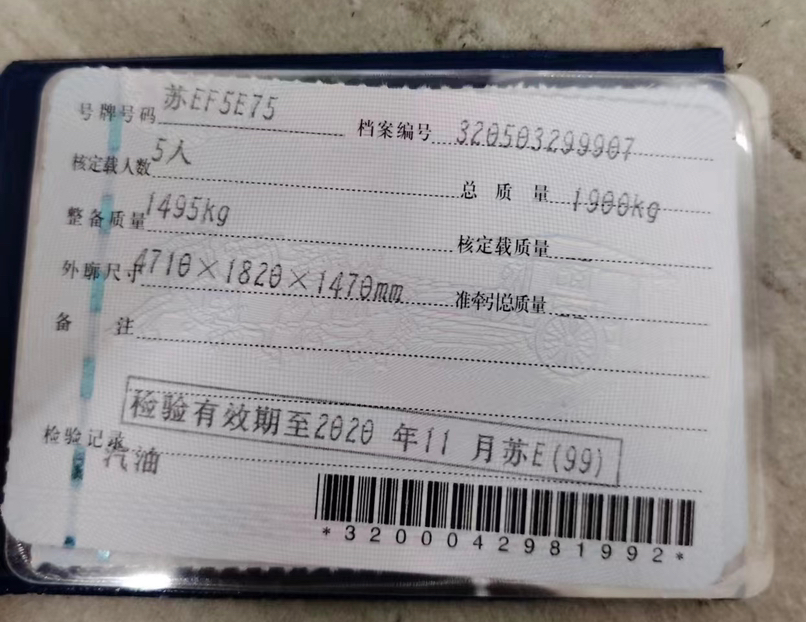 号牌号码 苏EF5E75 档案编号 320503299907
核定载人数 5人 总质量 1900kg
整备质量 1495kg 核定载质量 --
外廓尺寸 4710×1820×1470mm 准牵引总质量 --
备注
检验有效期至2020 年11 月苏E(99)
检验记录
汽油
*3200042981992*